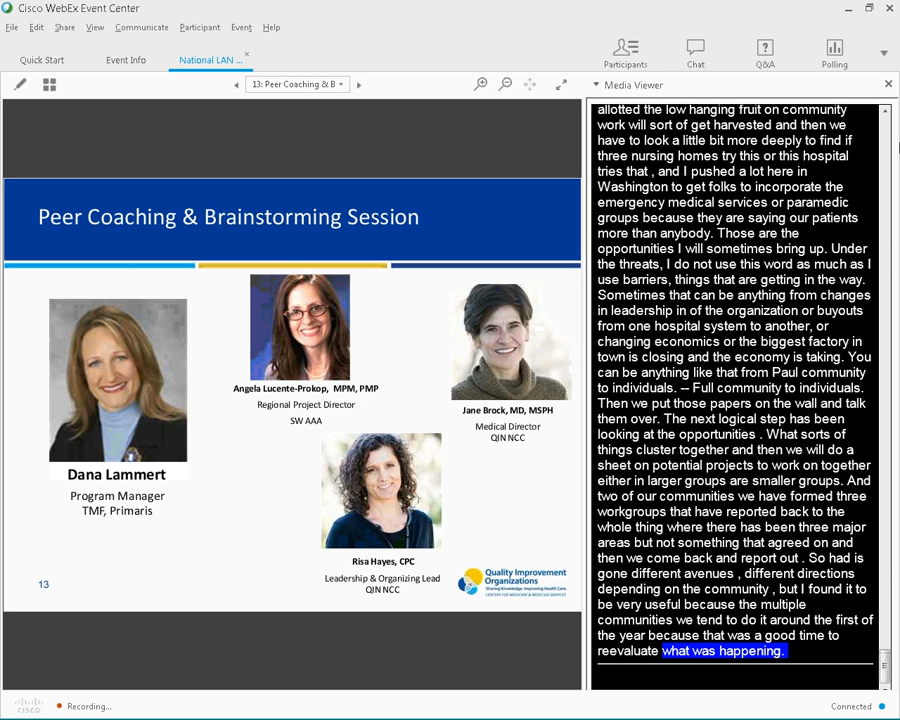 Cisco WebEx Event Center
File Edit Share View Communicate Participant Event Help
Quick Start
Event Info
National LAN ...
Participants
Chat
Q&A
Polling
13: Peer Coaching & B
Media Viewer
Peer Coaching & Brainstorming Session
Dana Lammert
Program Manager
TMF, Primaris
Angela Lucente-Prokop, MPM, PMP
Regional Project Director
SW AAA
Jane Brock, MD, MSPH
Medical Director
QIN NCC
Risa Hayes, CPC
Leadership & Organizing Lead
QIN NCC
13
Quality Improvement
Organizations
Sharing Knowledge. Improving Health Care.
CENTERS FOR MEDICARE & MEDICAID SERVICES
allotted the low hanging fruit on community
work will sort of get harvested and then we
have to look a little bit more deeply to find if
three nursing homes try this or this hospital
tries that , and I pushed a lot here in
Washington to get folks to incorporate the
emergency medical services or paramedic
groups because they are saying our patients
more than anybody. Those are the
opportunities I will sometimes bring up. Under
the threats, I do not use this word as much as I
use barriers, things that are getting in the way.
Sometimes that can be anything from changes
in leadership in of the organization or buyouts
from one hospital system to another, or
changing economics or the biggest factory in
town is closing and the economy is taking. You
can be anything like that from Paul community
to individuals. -- Full community to individuals.
Then we put those papers on the wall and talk
them over. The next logical step has been
looking at the opportunities . What sorts of
things cluster together and then we will do a
sheet on potential projects to work on together
either in larger groups are smaller groups. And
two of our communities we have formed three
workgroups that have reported back to the
whole thing where there has been three major
areas but not something that agreed on and
then we come back and report out . So had is
gone different avenues , different directions
depending on the community , but I found it to
be very useful because the multiple
communities we tend to do it around the first of
the year because that was a good time to
reevaluate what was happening.
cisco
Recording...
Connected